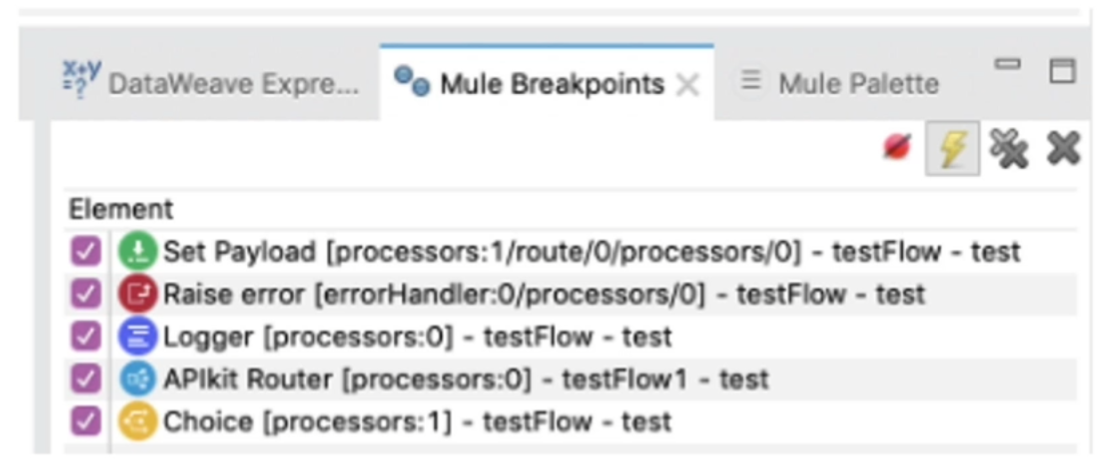 x+y
=? DataWeave Expre... Mule Breakpoints Mule Palette
Element
Set Payload [processors:1/route/0/processors/0] - testFlow - test
Raise error [errorHandler:0/processors/0] - testFlow - test
Logger [processors:0] - testFlow - test
APIkit Router [processors:0] - testFlow1 - test
Choice [processors:1] - testFlow - test